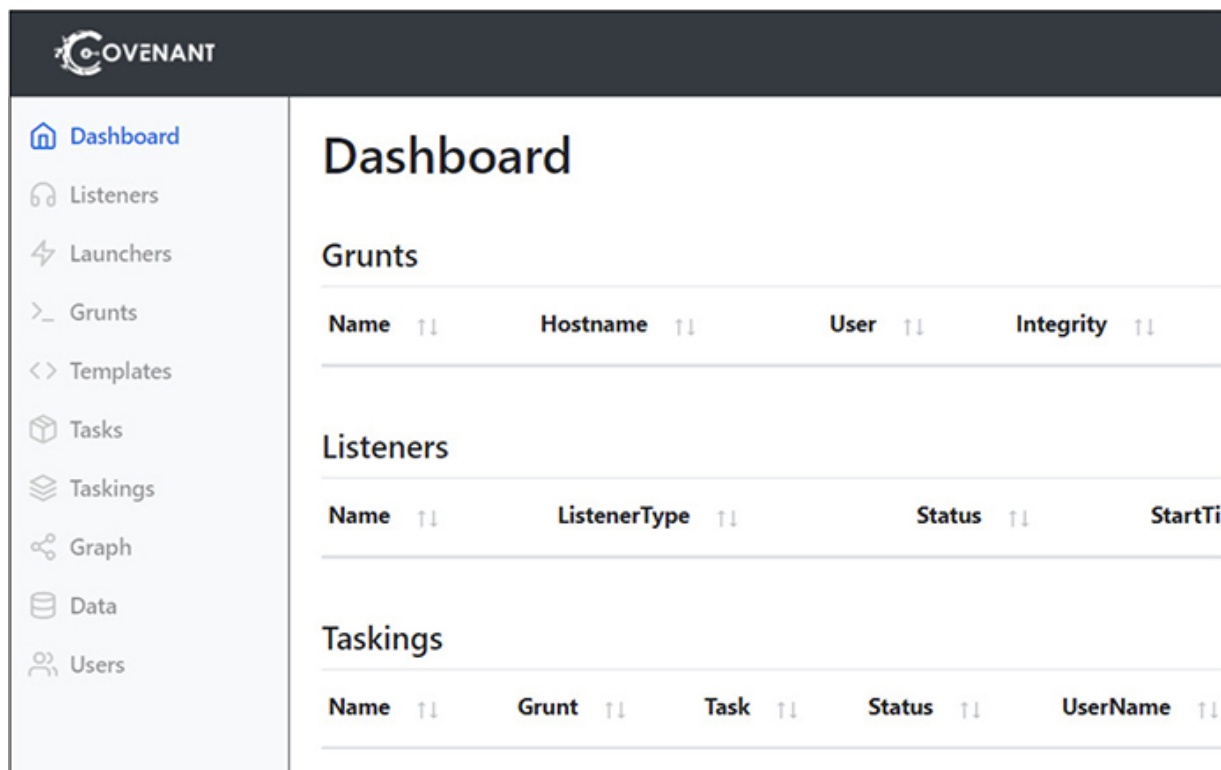 COVENANT
Dashboard
Listeners
Launchers
Grunts
Templates
Tasks
Taskings
Graph
Data
Users
Dashboard
Grunts
Name Hostname User Integrity
Listeners
Name ListenerType Status StartTi
Taskings
Name Grunt Task Status UserName